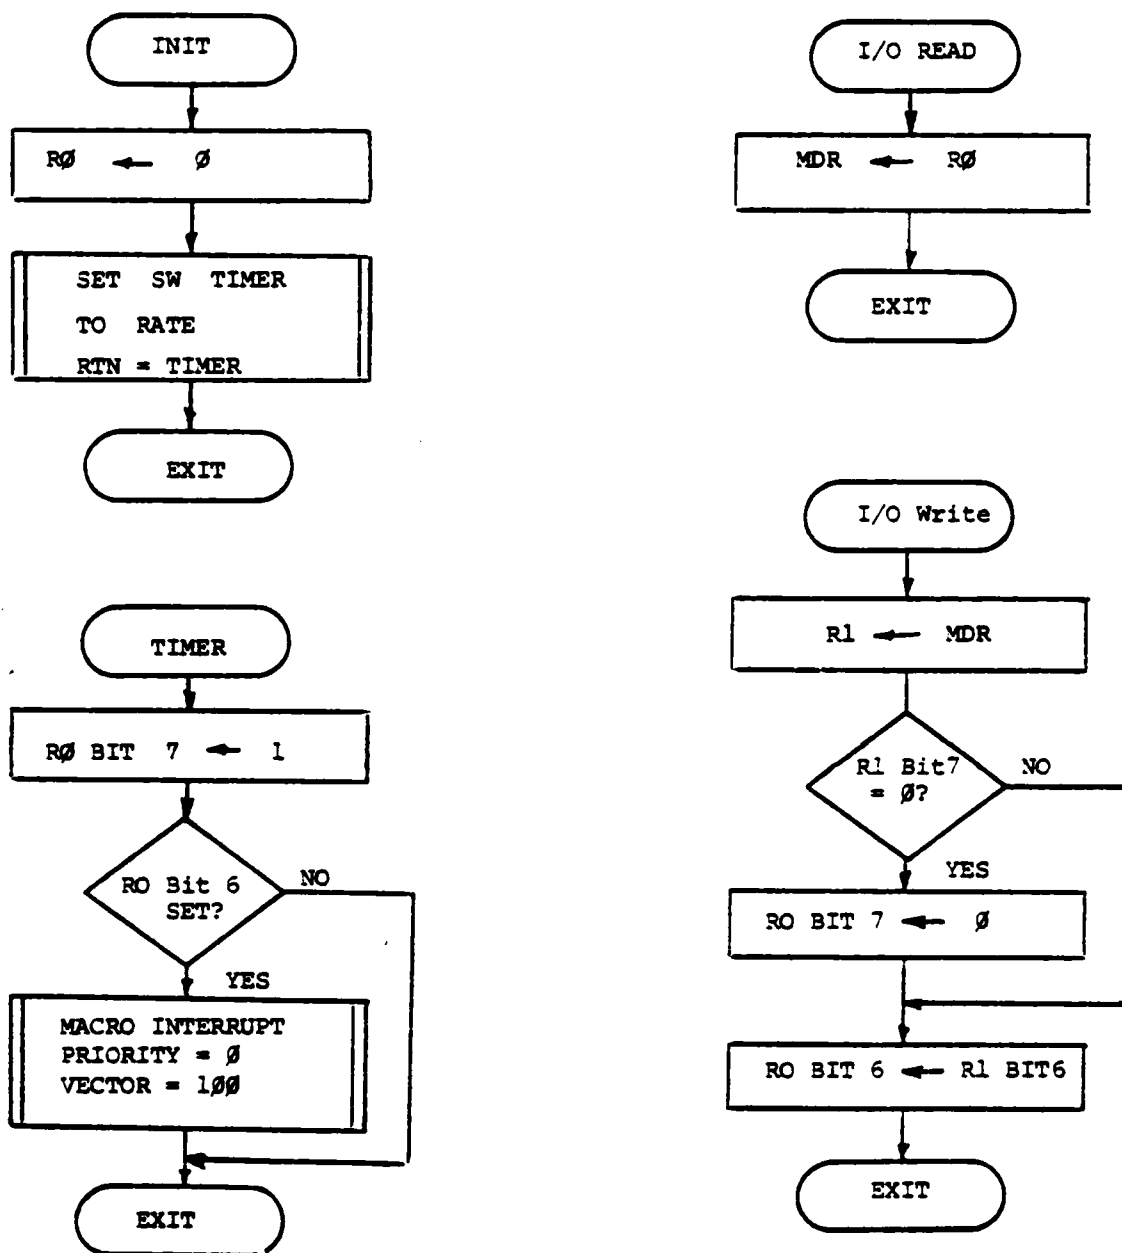 INIT
RØ ← Ø
SET SW TIMER
TO RATE
RTN = TIMER
EXIT
TIMER
RØ BIT 7 ← 1
RO Bit 6
SET?
NO
YES
MACRO INTERRUPT
PRIORITY = Ø
VECTOR = 1ØØ
EXIT
I/O READ
MDR ← RØ
EXIT
I/O Write
R1 ← MDR
R1 Bit7
= Ø?
NO
YES
RO BIT 7 ← Ø
RO BIT 6 ← R1 BIT6
EXIT